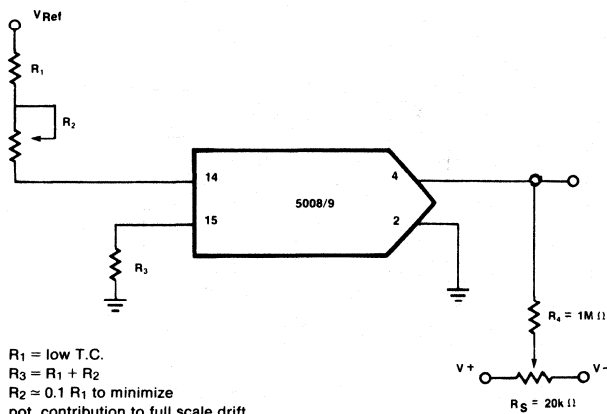 VRef
R1
R2
14
4
5008/9
15
2
R3
R4 = 1M Ω
V+
V-
RS = 20k Ω
R1 = low T.C.
R3 = R1 + R2
R2 ≃ 0.1 R1 to minimize
pot. contribution to full scale drift